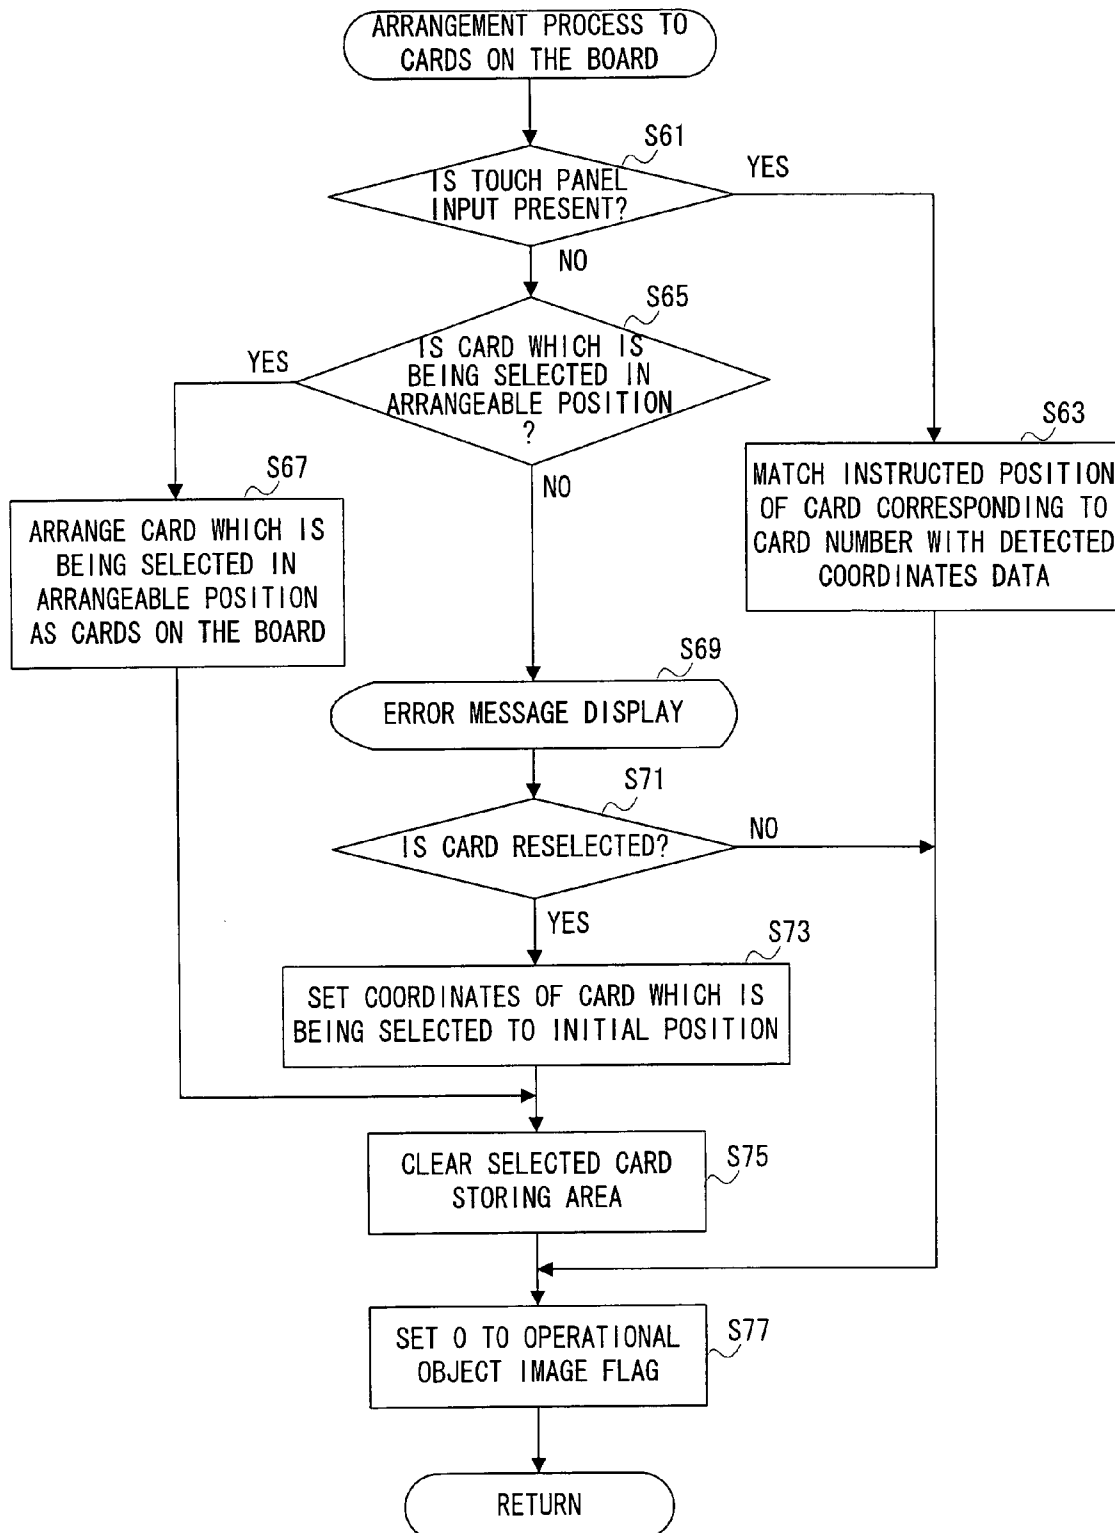 ARRANGEMENT PROCESS TO
CARDS ON THE BOARD
S61
YES
IS TOUCH PANEL
INPUT PRESENT?
NO
S65
YES
IS CARD WHICH IS
BEING SELECTED IN
ARRANGEABLE POSITION
?
NO
S63
MATCH INSTRUCTED POSITION
OF CARD CORRESPONDING TO
CARD NUMBER WITH DETECTED
COORDINATES DATA
S67
ARRANGE CARD WHICH IS
BEING SELECTED IN
ARRANGEABLE POSITION
AS CARDS ON THE BOARD
S69
ERROR MESSAGE DISPLAY
S71
IS CARD RESELECTED?
NO
YES
S73
SET COORDINATES OF CARD WHICH IS
BEING SELECTED TO INITIAL POSITION
CLEAR SELECTED CARD
STORING AREA
S75
SET 0 TO OPERATIONAL
OBJECT IMAGE FLAG
S77
RETURN